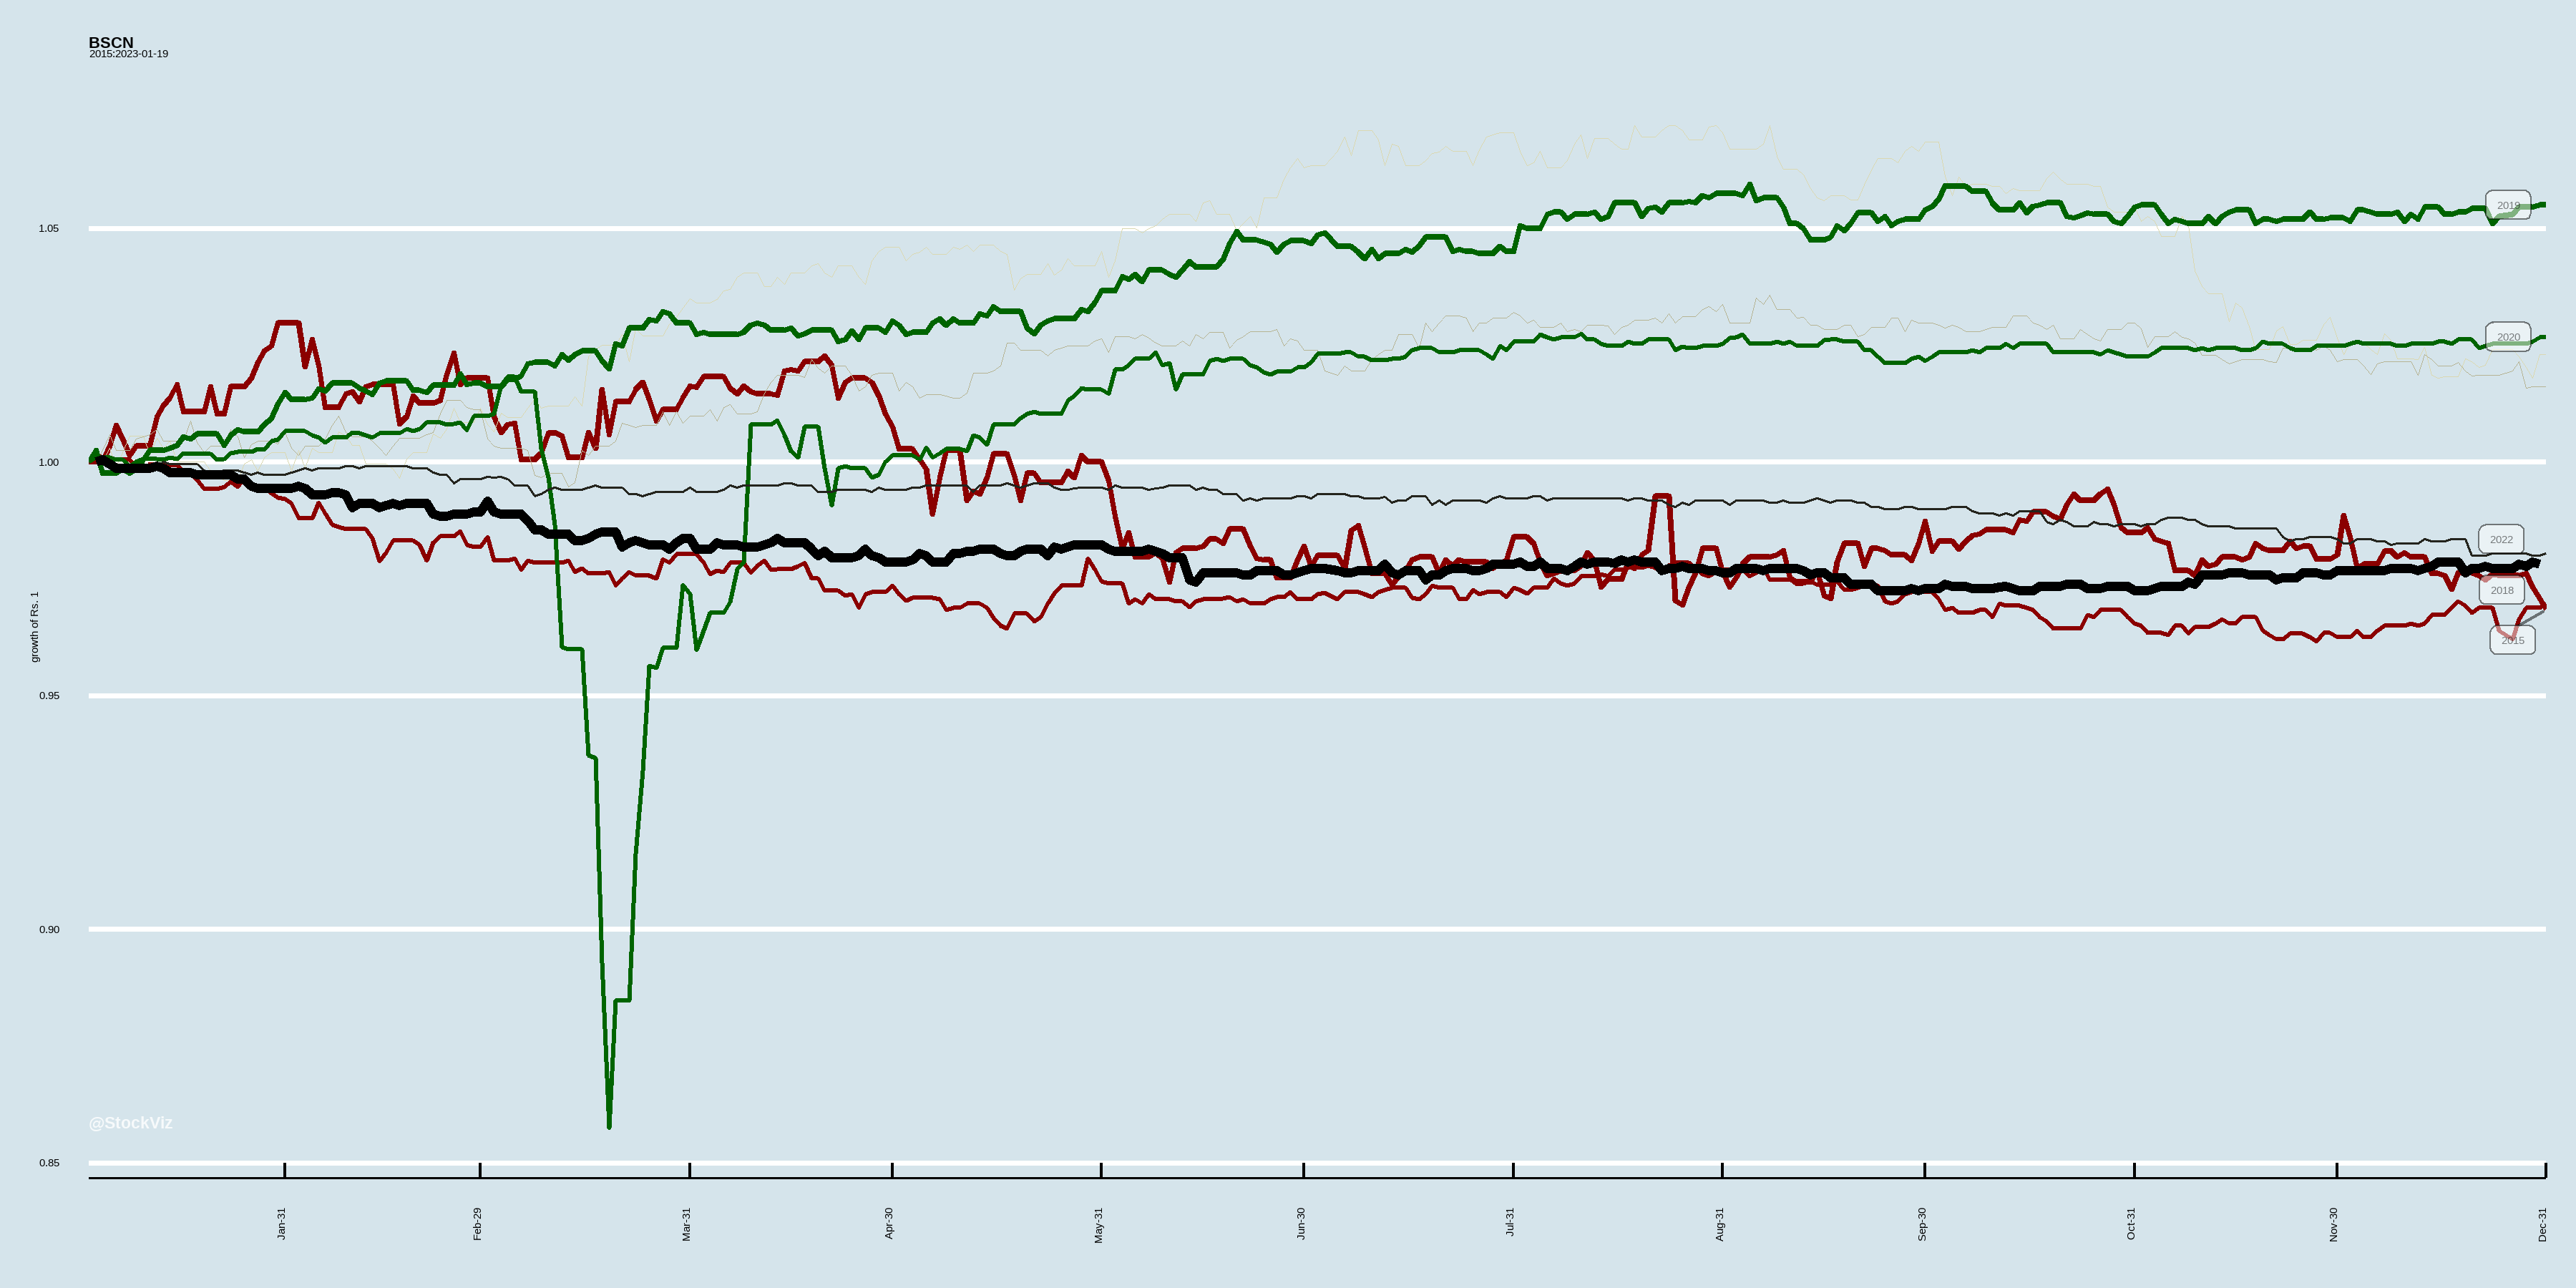 BSCN
2015:2023-01-19
1.05
1.00
0.95
0.90
0.85
growth of Rs. 1
2019
2020
2022
2018
2015
@StockViz
Jan-31
Feb-29
Mar-31
Apr-30
May-31
Jun-30
Jul-31
Aug-31
Sep-30
Oct-31
Nov-30
Dec-31